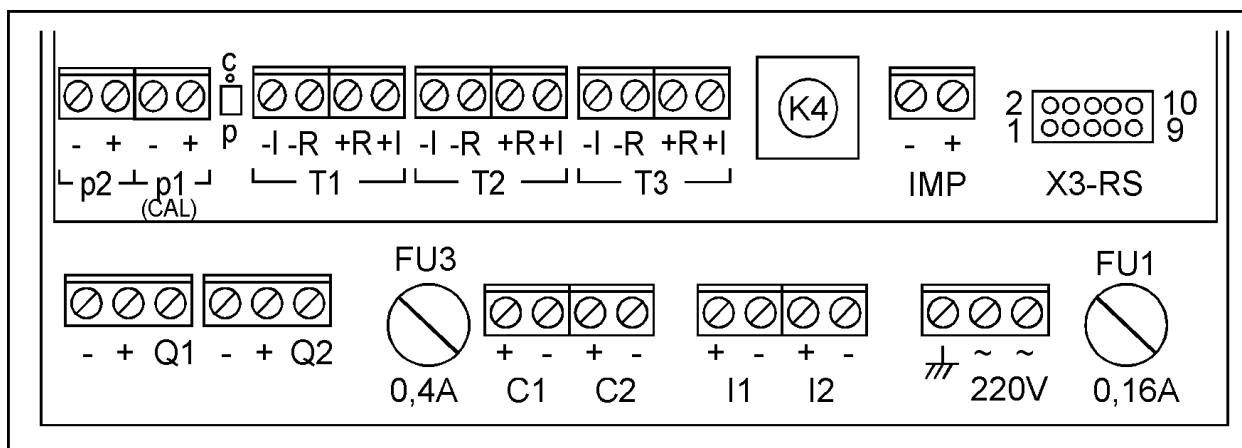 C
2 10
K4
1 9
- + - + p -I -R +R +I -I -R +R +I -I -R +R +I - +
p2 p1 T1 T2 T3 IMP X3-RS
(CAL)
FU3 FU1
- + Q1 - + Q2 + - + - + - + - ~ ~
0,4A C1 C2 I1 I2 220V 0,16A